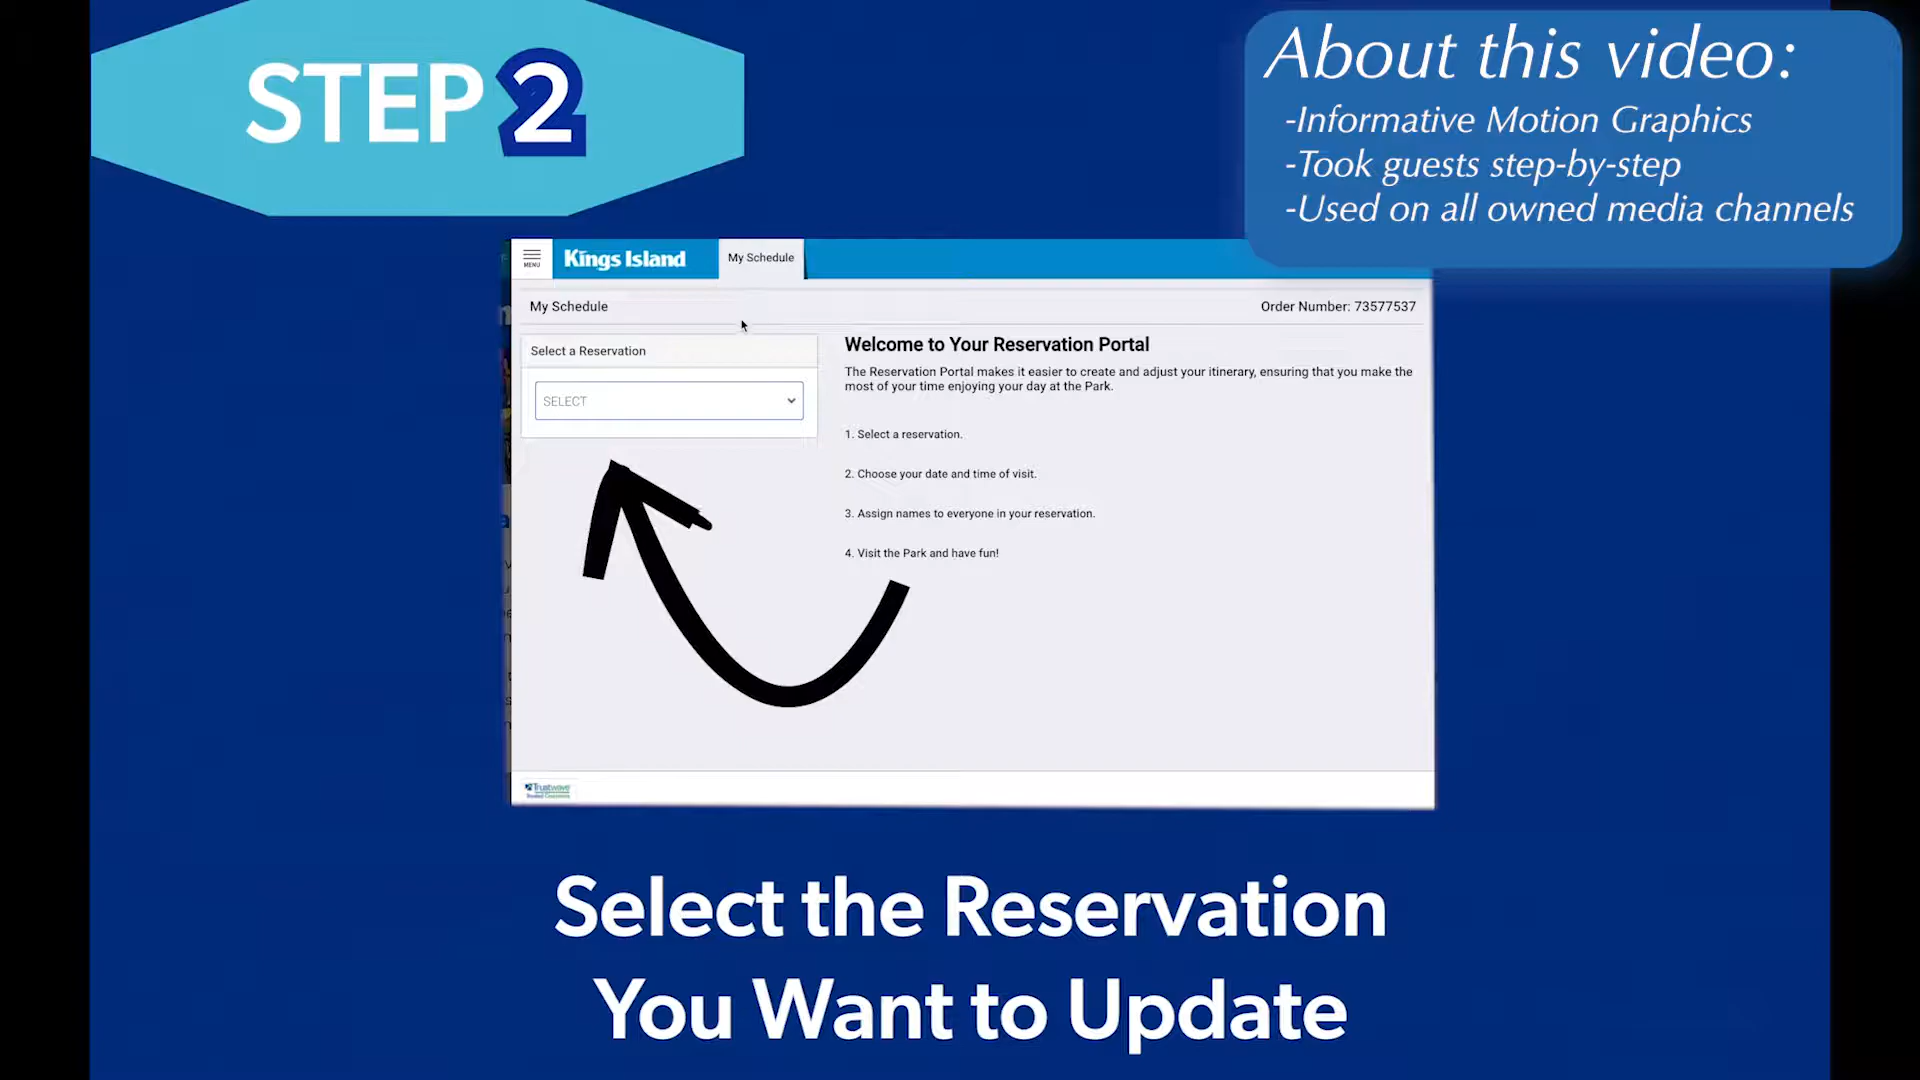 STEP 2
About this video:
-Informative Motion Graphics
-Took guests step-by-step
-Used on all owned media channels
MENU
Kings Island
My Schedule
My Schedule
Order Number: 73577537
Select a Reservation
SELECT
Welcome to Your Reservation Portal
The Reservation Portal makes it easier to create and adjust your itinerary, ensuring that you make the
most of your time enjoying your day at the Park.
1. Select a reservation.
2. Choose your date and time of visit.
3. Assign names to everyone in your reservation.
4. Visit the Park and have fun!
Trustwave
Select the Reservation
You Want to Update